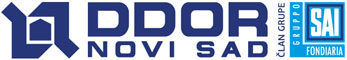 DDOR
NOVI SAD
ČLAN GRUPE
GRUPPO
SAI
FONDIARIA